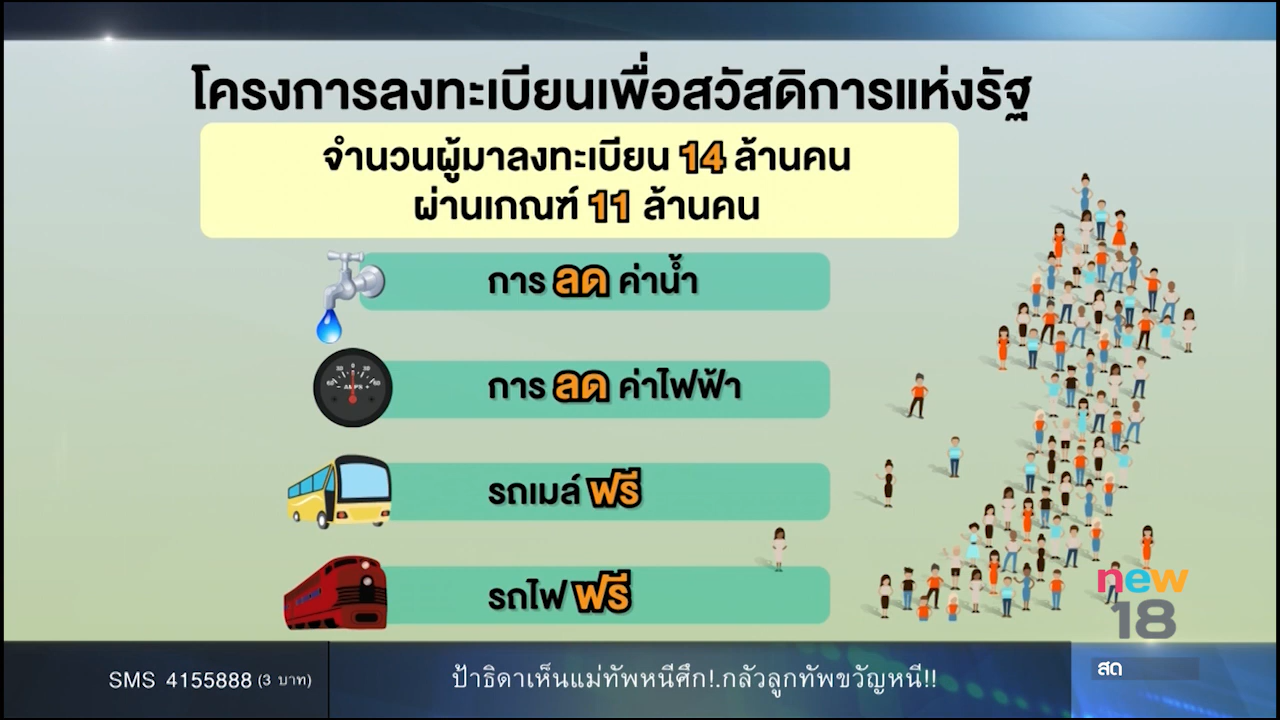 โครงการลงทะเบียนเพื่อสวัสดิการแห่งรัฐ
จำนวนผู้มาลงทะเบียน 14 ล้านคน
ผ่านเกณฑ์ 11 ล้านคน
การ ลด ค่าน้ำ
การ ลด ค่าไฟฟ้า
รถเมล์ ฟรี
รถไฟ ฟรี
new
18
สด
SMS 4155888 (3 บาท)
ป้าธิดาเห็นแม่ทัพหนีศึก!.กลัวลูกทัพขวัญหนี!!